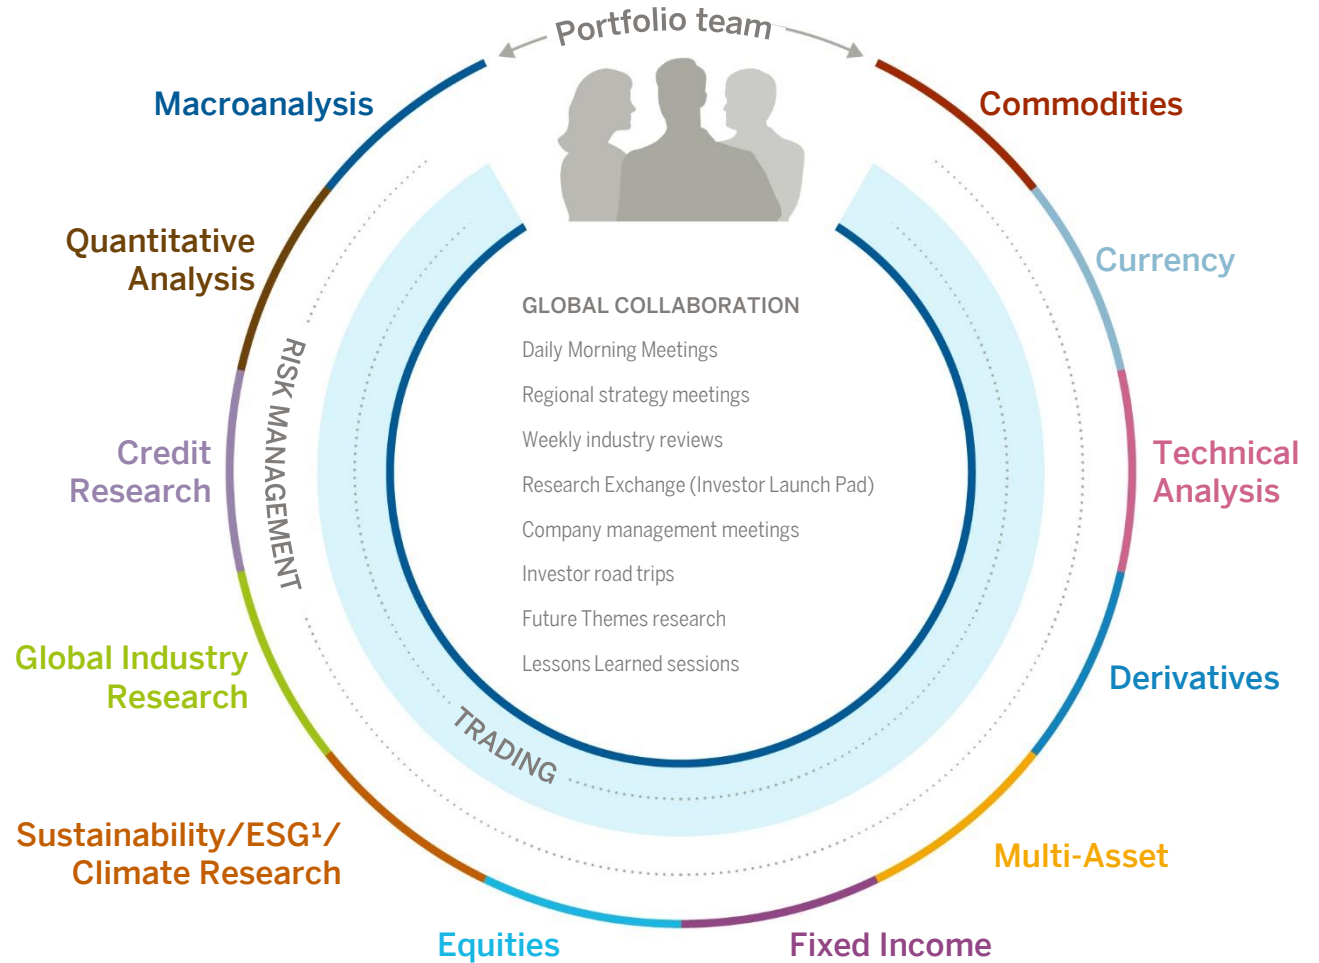 Portfolio team
Macroanalysis
Commodities
Quantitative
Analysis
Currency
GLOBAL COLLABORATION
Daily Morning Meetings
Regional strategy meetings
Weekly industry reviews
Research Exchange (Investor Launch Pad)
Company management meetings
Investor road trips
Future Themes research
Lessons Learned sessions
RISK MANAGEMENT
Credit
Research
Technical
Analysis
Global Industry
Research
Derivatives
TRADING
Sustainability/ESG¹/
Climate Research
Multi-Asset
Equities
Fixed Income